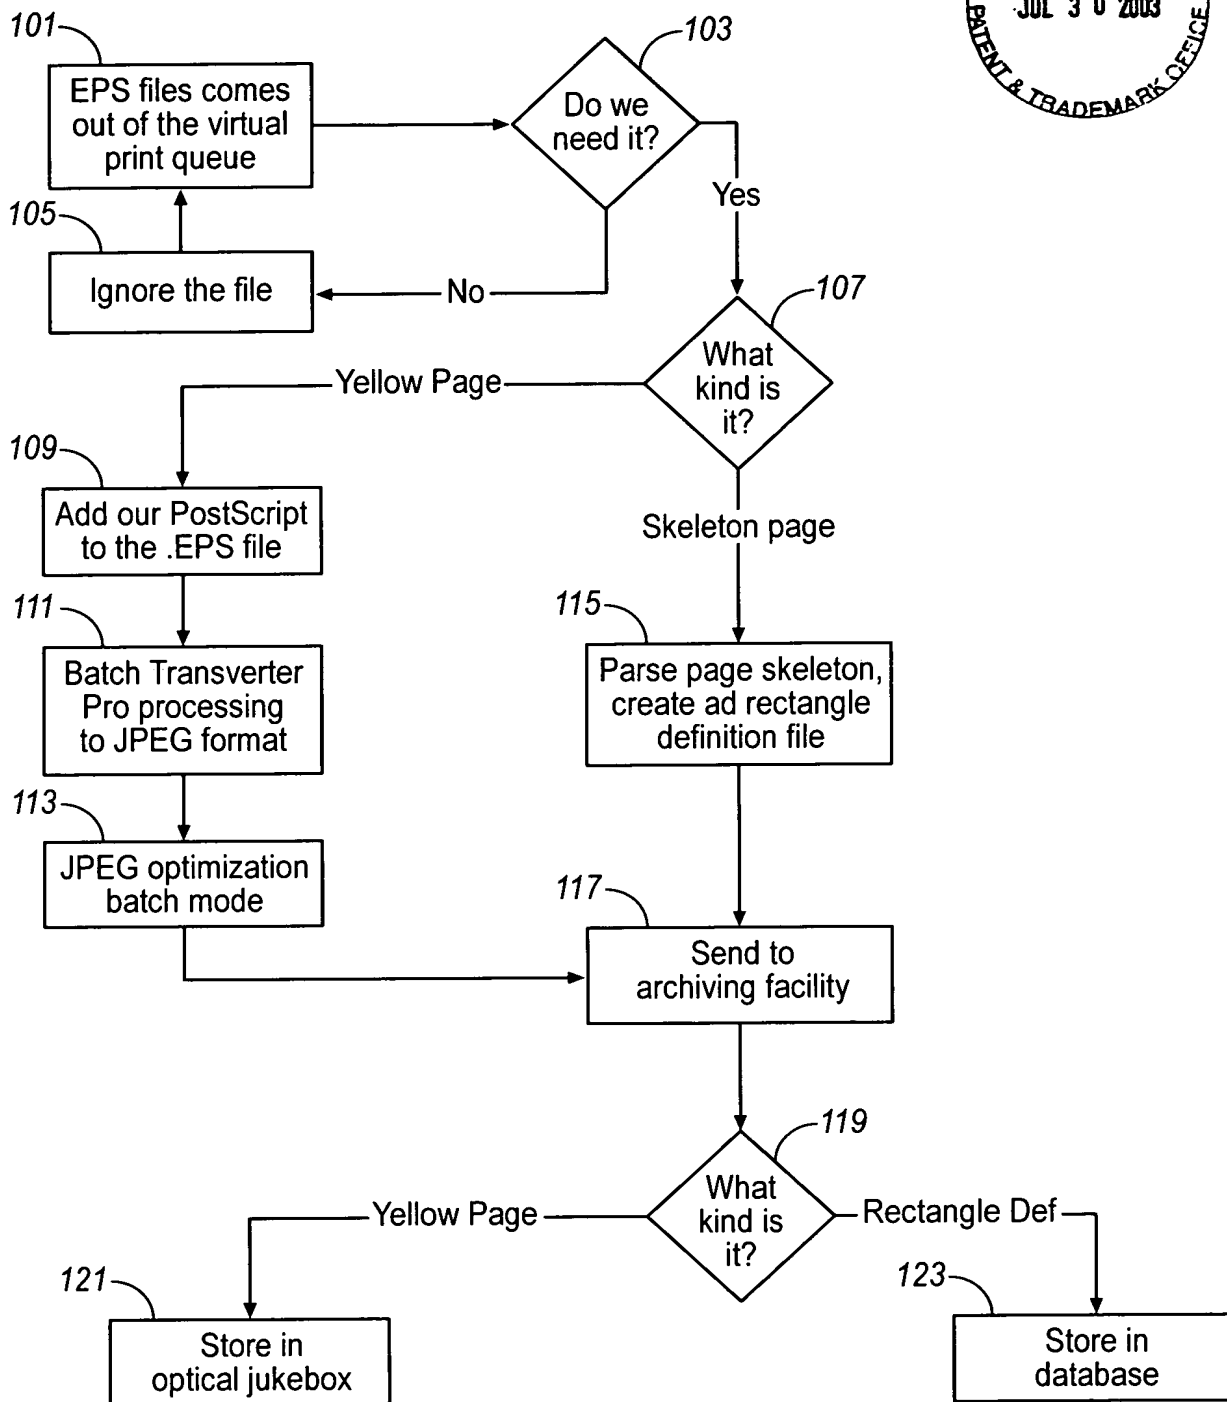 JUL 3 0 2003
PATENT & TRADEMARK OFFICE
101
EPS files comes
out of the virtual
print queue
103
Do we
need it?
Yes
105
Ignore the file
No
107
What
kind is
it?
Yellow Page
109
Add our PostScript
to the .EPS file
Skeleton page
111
Batch Transverter
Pro processing
to JPEG format
115
Parse page skeleton,
create ad rectangle
definition file
113
JPEG optimization
batch mode
117
Send to
archiving facility
119
What
kind is
it?
Yellow Page
Rectangle Def
121
Store in
optical jukebox
123
Store in
database